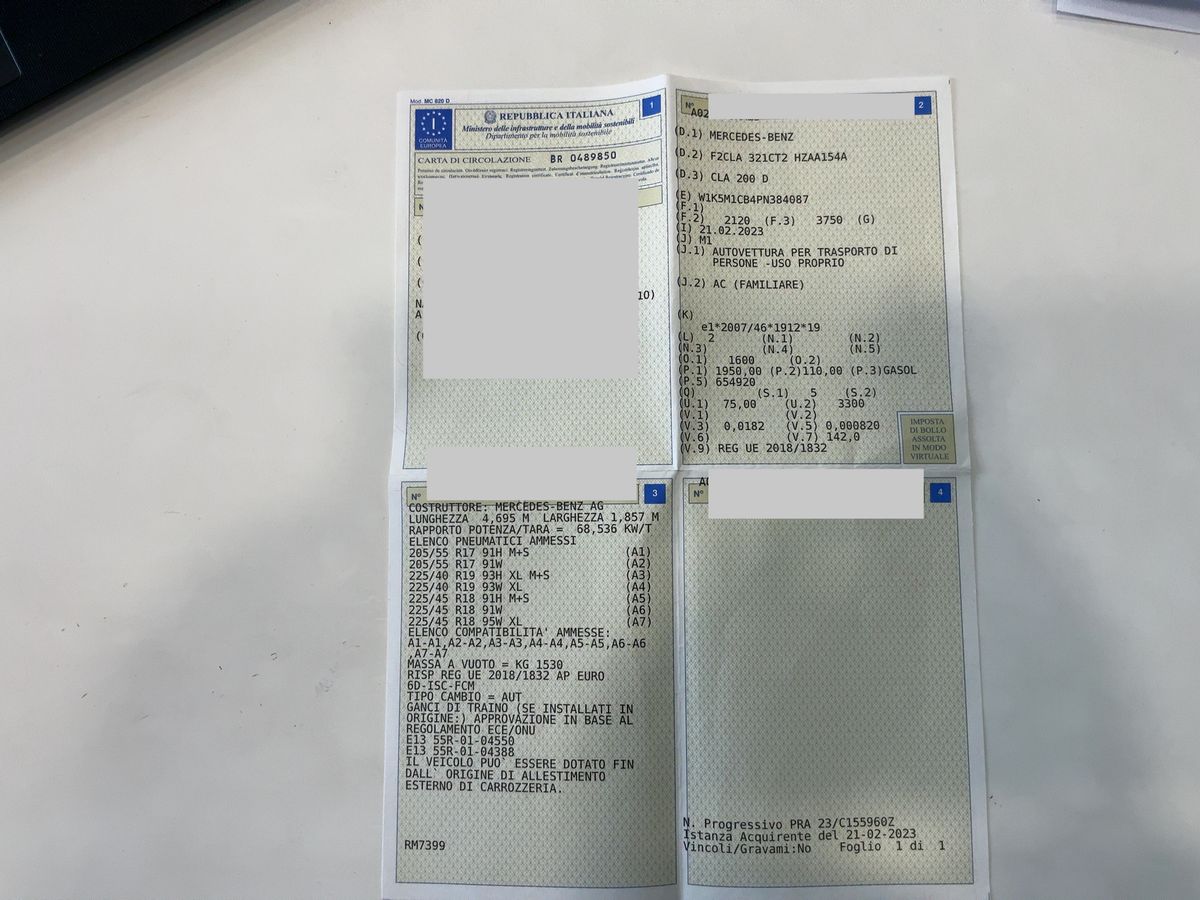 Mod. MC 820 D
1
REPUBBLICA ITALIANA
Ministero delle infrastrutture e della mobilità sostenibili
Dipartimento per la mobilità sostenibile
COMUNITÀ
EUROPEA
CARTA DI CIRCOLAZIONE BR 0489850
N
(
(
(
10)
N
A
(
Nº
A02
2
(D.1) MERCEDES-BENZ
(D.2) F2CLA 321CT2 HZAA154A
(D.3) CLA 200 D
(E) W1K5M1CB4PN384087
(F.1)
(F.2) 2120 (F.3) 3750 (G)
(I) 21.02.2023
(J) M1
(J.1) AUTOVETTURA PER TRASPORTO DI
PERSONE -USO PROPRIO
(J.2) AC (FAMILIARE)
(K)
e1*2007/46*1912*19
(L) 2 (N.1) (N.2)
(N.3) (N.4) (N.5)
(O.1) 1600 (O.2)
(P.1) 1950,00 (P.2)110,00 (P.3)GASOL
(P.5) 654920
(Q) (S.1) 5 (S.2)
(U.1) 75,00 (U.2) 3300
(V.1) (V.2)
(V.3) 0,0182 (V.5) 0,000820
(V.6) (V.7) 142,0
(V.9) REG UE 2018/1832
IMPOSTA
DI BOLLO
ASSOLTA
IN MODO
VIRTUALE
Nº
3
COSTRUTTORE: MERCEDES-BENZ AG
LUNGHEZZA 4,695 M LARGHEZZA 1,857 M
RAPPORTO POTENZA/TARA = 68,536 KW/T
ELENCO PNEUMATICI AMMESSI
205/55 R17 91H M+S (A1)
205/55 R17 91W (A2)
225/40 R19 93H XL M+S (A3)
225/40 R19 93W XL (A4)
225/45 R18 91H M+S (A5)
225/45 R18 91W (A6)
225/45 R18 95W XL (A7)
ELENCO COMPATIBILITA' AMMESSE:
A1-A1,A2-A2,A3-A3,A4-A4,A5-A5,A6-A6
,A7-A7
MASSA A VUOTO = KG 1530
RISP REG UE 2018/1832 AP EURO
6D-ISC-FCM
TIPO CAMBIO = AUT
GANCI DI TRAINO (SE INSTALLATI IN
ORIGINE:) APPROVAZIONE IN BASE AL
REGOLAMENTO ECE/ONU
E13 55R-01-04550
E13 55R-01-04388
IL VEICOLO PUO` ESSERE DOTATO FIN
DALL` ORIGINE DI ALLESTIMENTO
ESTERNO DI CARROZZERIA.
RM7399
A0
Nº
4
N. Progressivo PRA 23/C155960Z
Istanza Acquirente del 21-02-2023
Vincoli/Gravami:No Foglio 1 di 1